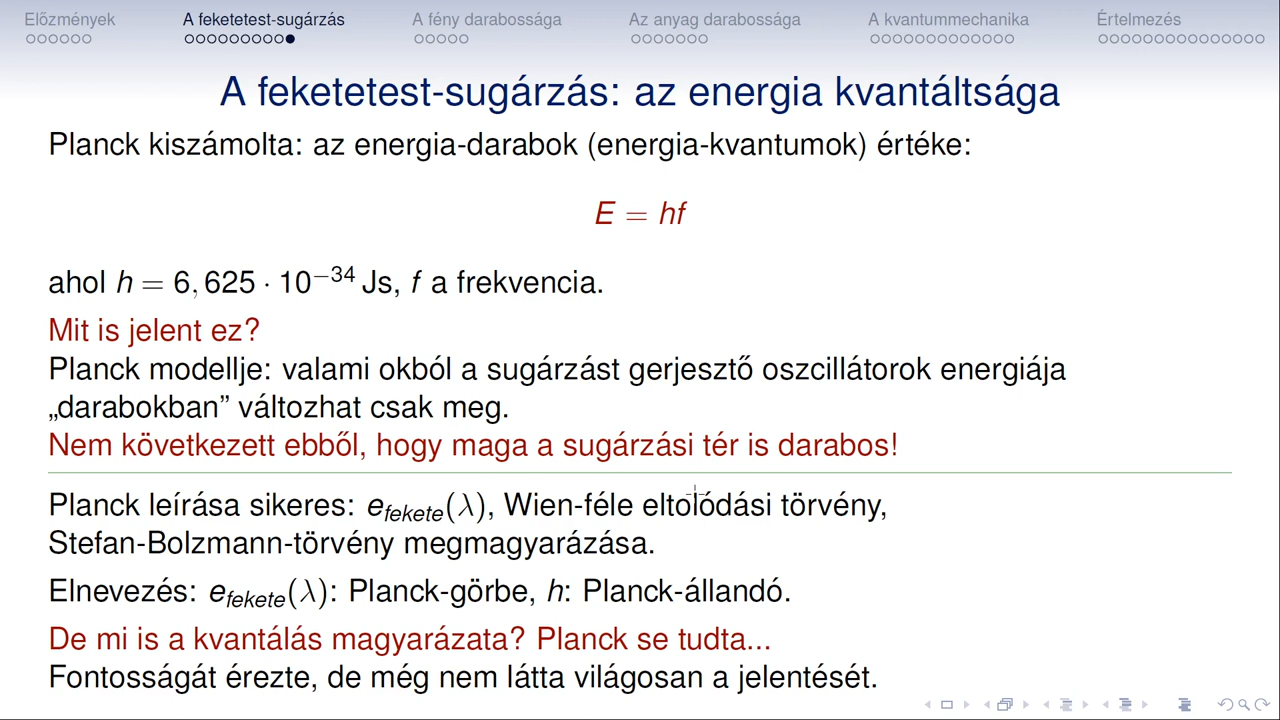 Előzmények
A feketetest-sugárzás
A fény darabossága
Az anyag darabossága
A kvantummechanika
Értelmezés
A feketetest-sugárzás: az energia kvantáltsága
Planck kiszámolta: az energia-darabok (energia-kvantumok) értéke:
E = hf
ahol h = 6, 625 · 10⁻³⁴ Js, f a frekvencia.
Mit is jelent ez?
Planck modellje: valami okból a sugárzást gerjesztő oszcillátorok energiája
„darabokban” változhat csak meg.
Nem következett ebből, hogy maga a sugárzási tér is darabos!
Planck leírása sikeres: e_fekete(λ), Wien-féle eltolódási törvény,
Stefan-Bolzmann-törvény megmagyarázása.
Elnevezés: e_fekete(λ): Planck-görbe, h: Planck-állandó.
De mi is a kvantálás magyarázata? Planck se tudta...
Fontosságát érezte, de még nem látta világosan a jelentését.